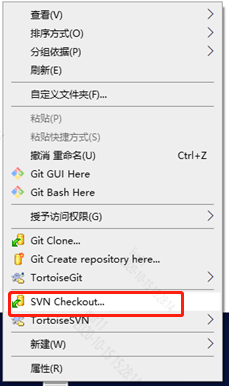 查看(V)
排序方式(O)
分组依据(P)
刷新(E)
自定义文件夹(F)...
粘贴(P)
粘贴快捷方式(S)
撤消 重命名(U) Ctrl+Z
Git GUI Here
Git Bash Here
授予访问权限(G)
Git Clone...
Git Create repository here...
TortoiseGit
SVN Checkout...
TortoiseSVN
新建(W)
属性(R)